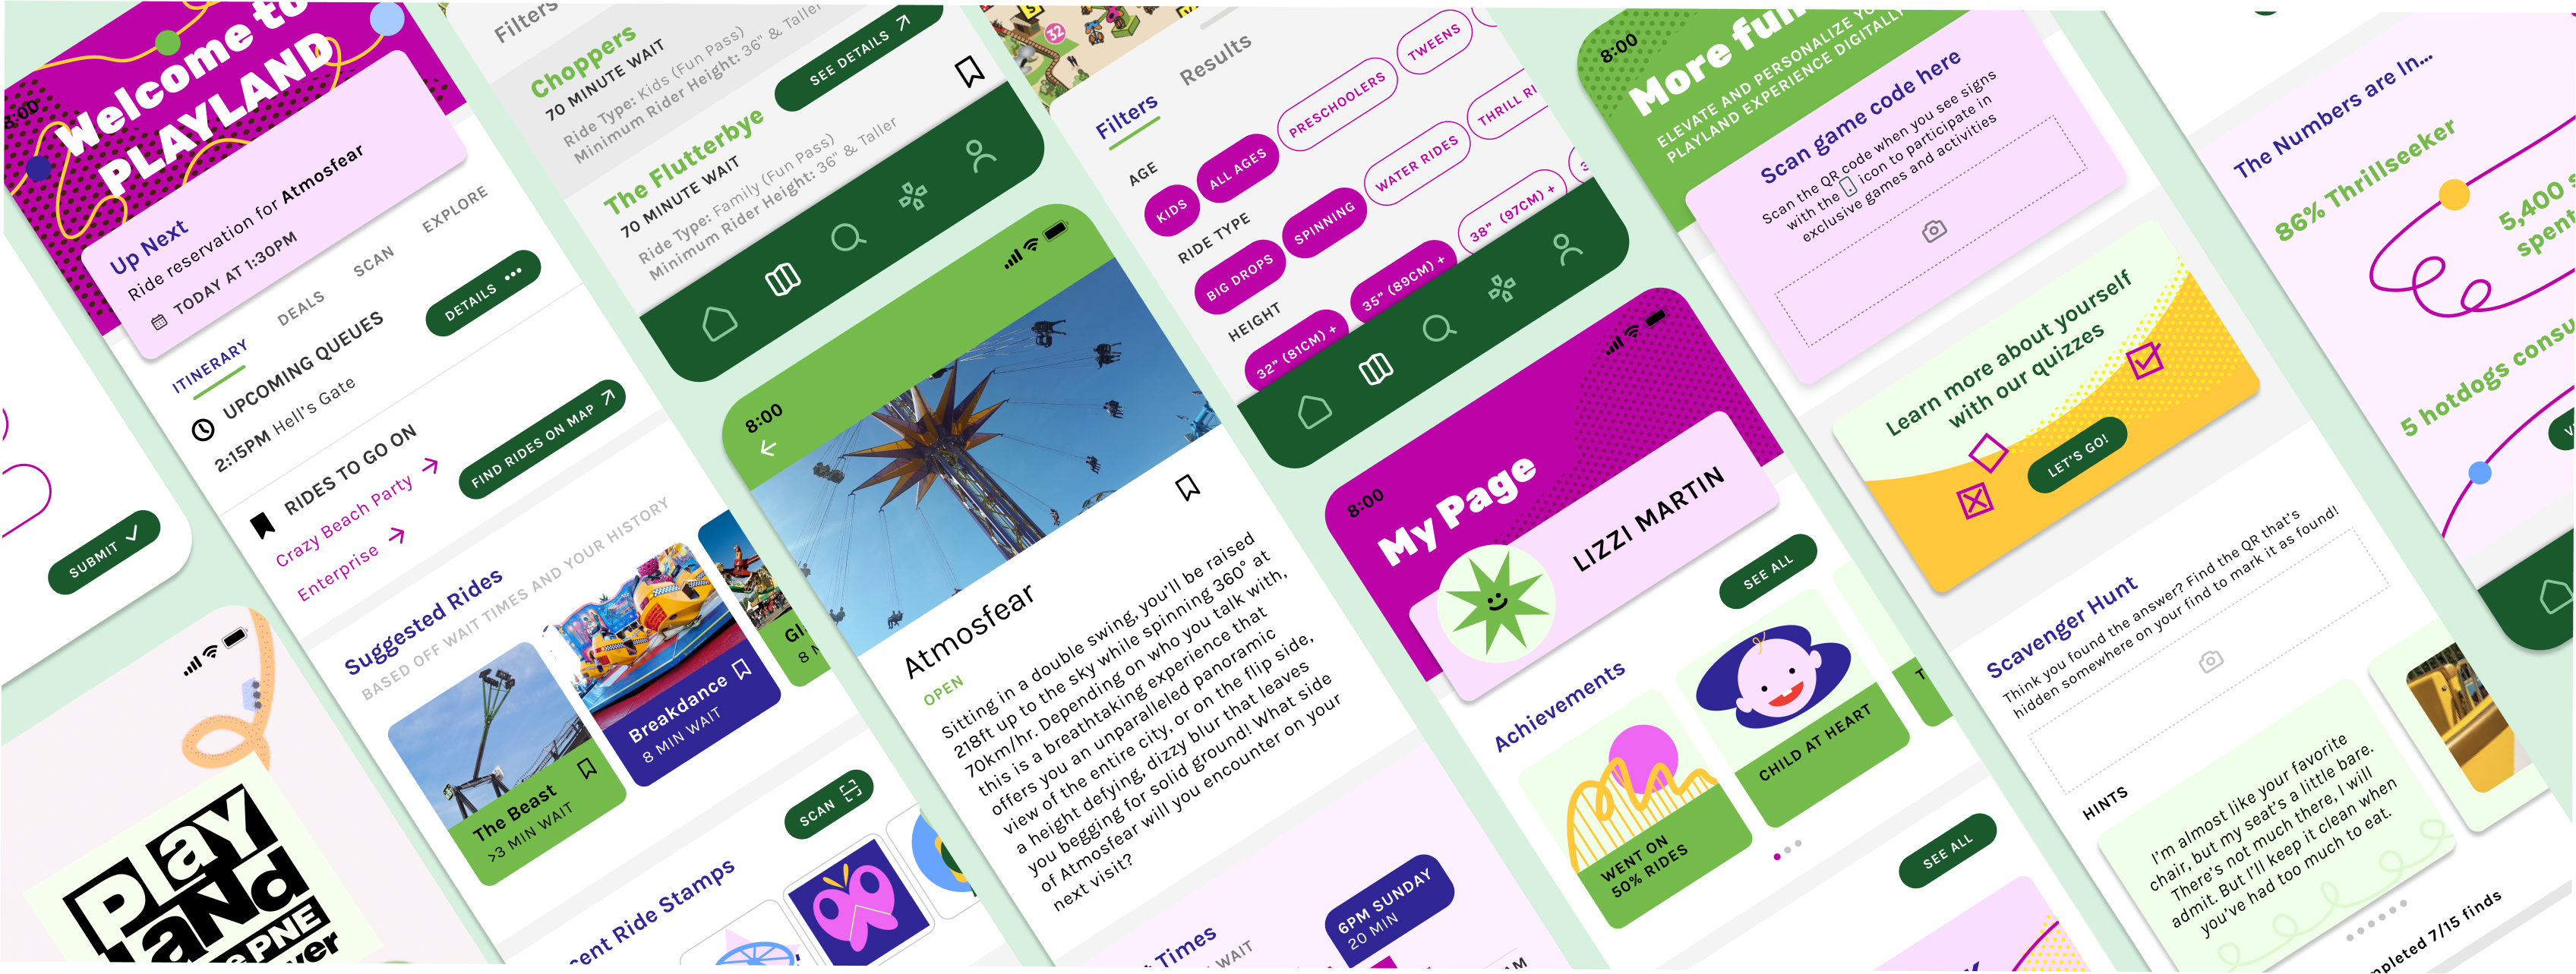 SUBMIT
PLAY
LAND
8:00
Welcome to
PLAYLAND
Up Next
Ride reservation for Atmosfear
TODAY AT 1:30PM
ITINERARY
DEALS
SCAN
EXPLORE
UPCOMING QUEUES
DETAILS
2:15PM Hell's Gate
RIDES TO GO ON
FIND RIDES ON MAP
Crazy Beach Party
Enterprise
Suggested Rides
BASED OFF WAIT TIMES AND YOUR HISTORY
The Beast
>3 MIN WAIT
Breakdance
8 MIN WAIT
Ride Stamps
SCAN
Filters
Choppers
70 MINUTE WAIT
Ride Type: Kids (Fun Pass)
Minimum Rider Height: 36" & Taller
SEE DETAILS
The Flutterbye
70 MINUTE WAIT
Ride Type: Family (Fun Pass)
Minimum Rider Height: 36" & Taller
8:00
Atmosfear
OPEN
Sitting in a double swing, you'll be raised
218ft up to the sky while spinning 360° at
70km/hr. Depending on who you talk with,
this is a breathtaking experience that
offers you an unparalleled panoramic
view of the entire city, or on the flip side,
a height defying, dizzy blur that leaves
you begging for solid ground! What side
of Atmosfear will you encounter on your
next visit?
Times
WAIT
6PM SUNDAY
20 MIN
32
Filters
Results
AGE
KIDS
ALL AGES
PRESCHOOLERS
TWEENS
RIDE TYPE
BIG DROPS
SPINNING
WATER RIDES
THRILL RI
HEIGHT
32" (81CM) +
35" (89CM) +
38" (97CM) +
8:00
My Page
LIZZI MARTIN
Achievements
SEE ALL
WENT ON
50% RIDES
CHILD AT HEART
SEE ALL
8:00
More fun
ELEVATE AND PERSONALIZE YO
PLAYLAND EXPERIENCE DIGITALLY
Scan game code here
Scan the QR code when you see signs
with the icon to participate in
exclusive games and activities
Learn more about yourself
with our quizzes
LET'S GO!
Scavenger Hunt
Think you found the answer? Find the QR that's
hidden somewhere on your find to mark it as found!
HINTS
I'm almost like your favorite
chair, but my seat's a little bare.
There's not much there, I will
admit. But I'll keep it clean when
you've had too much to eat.
mpleted 7/15 finds
The Numbers are In...
86% Thrillseeker
5,400
spent
5 hotdogs consu